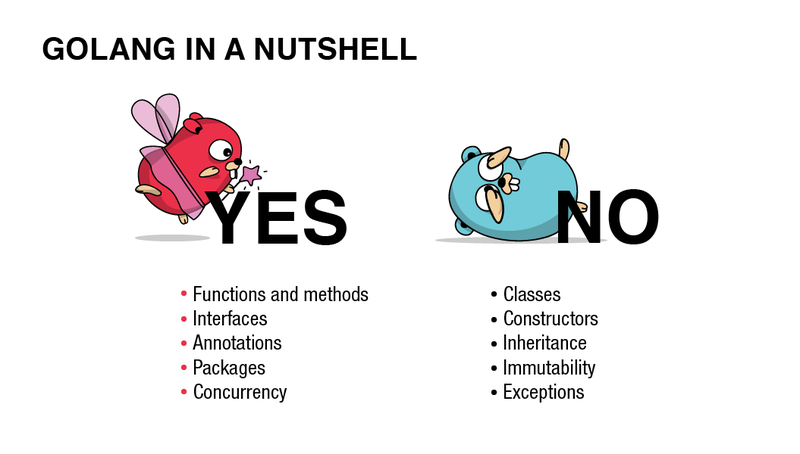 GOLANG IN A NUTSHELL
YES
• Functions and methods
• Interfaces
• Annotations
• Packages
• Concurrency
NO
• Classes
• Constructors
• Inheritance
• Immutability
• Exceptions